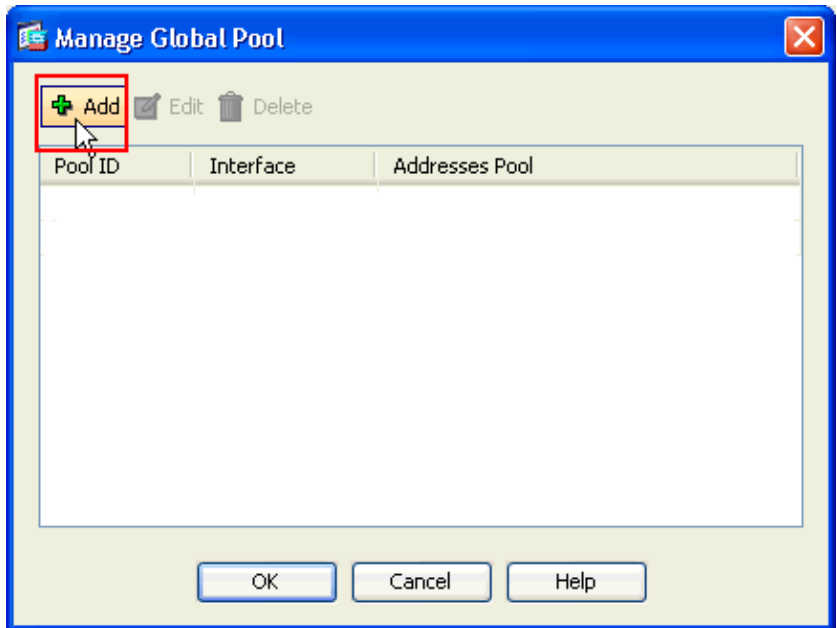 Manage Global Pool
Add Edit Delete
Pool ID Interface Addresses Pool
OK Cancel Help